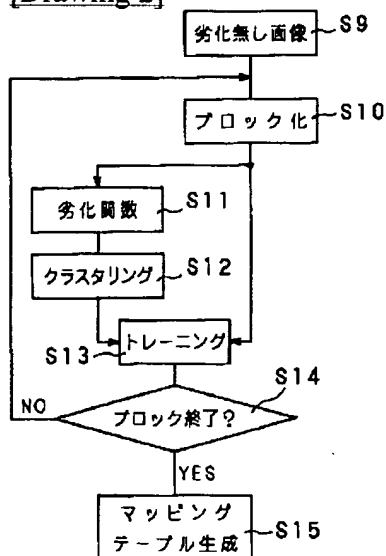 劣化無し画像 S9
ブロック化 S10
劣化関数 S11
クラスタリング S12
トレーニング
S13
S14
ブロック終了?
NO
YES
マッピング
テーブル生成 S15